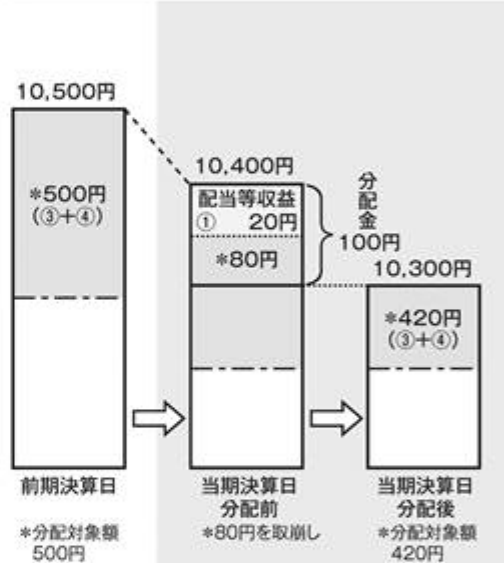 10,500円
*500円
(③+④)
前期決算日
*分配対象額
500円
10,400円
配当等収益
① 20円
*80円
分配金
100円
当期決算日
分配前
*80円を取崩し
10,300円
*420円
(③+④)
当期決算日
分配後
*分配対象額
420円